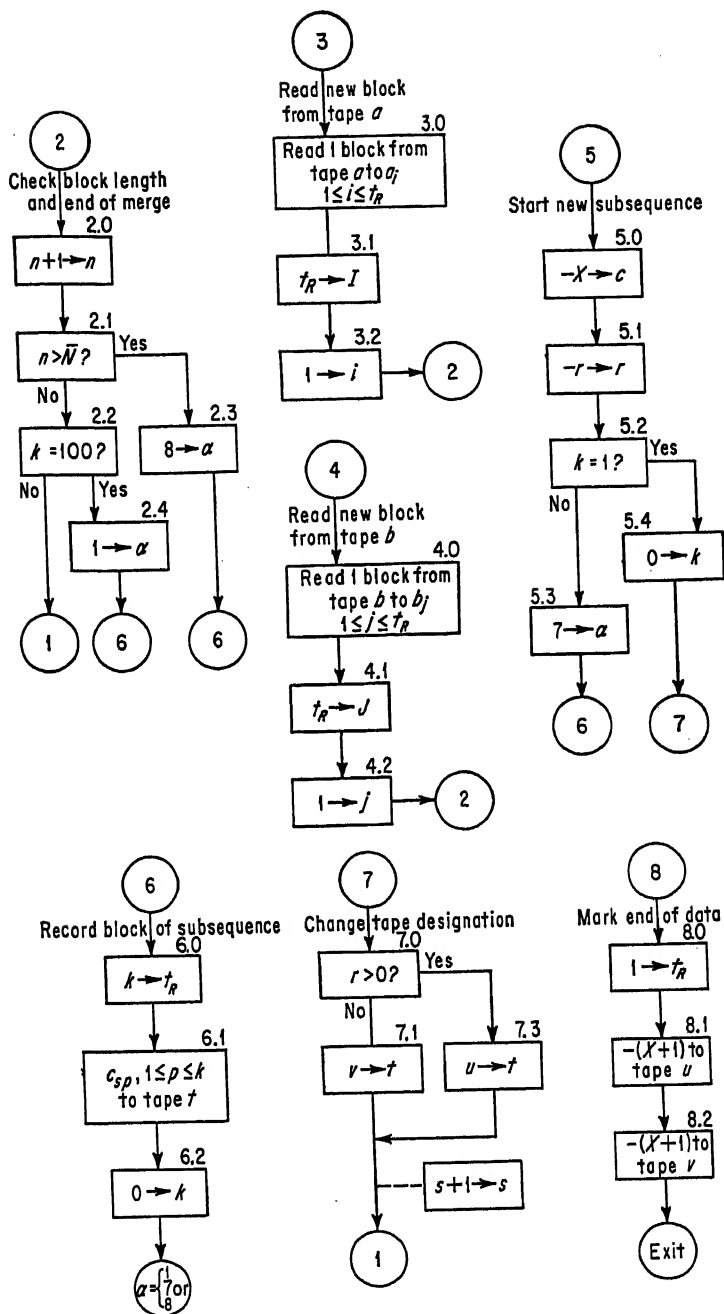 2
Check block length
and end of merge
2.0
n+1→n
2.1
n>N̄?
Yes
No
2.2
k=100?
2.3
8→α
No
Yes
2.4
1→α
1
6
6
3
Read new block
from tape a
3.0
Read 1 block from
tape a to a_i
1≤i≤t_R
3.1
t_R→I
3.2
1→i
2
4
Read new block
from tape b
4.0
Read 1 block from
tape b to b_j
1≤j≤t_R
4.1
t_R→J
4.2
1→j
2
5
Start new subsequence
5.0
-X→c
5.1
-r→r
5.2
k=1?
Yes
No
5.4
0→k
5.3
7→α
6
7
6
Record block of subsequence
6.0
k→t_R
6.1
c_sp, 1≤p≤k
to tape t
6.2
0→k
α={1 7 or 8
7
Change tape designation
7.0
r>0?
Yes
No
7.1
v→t
7.3
u→t
s+1→s
1
8
Mark end of data
8.0
1→t_R
8.1
-(X+1) to
tape u
8.2
-(X+1) to
tape v
Exit